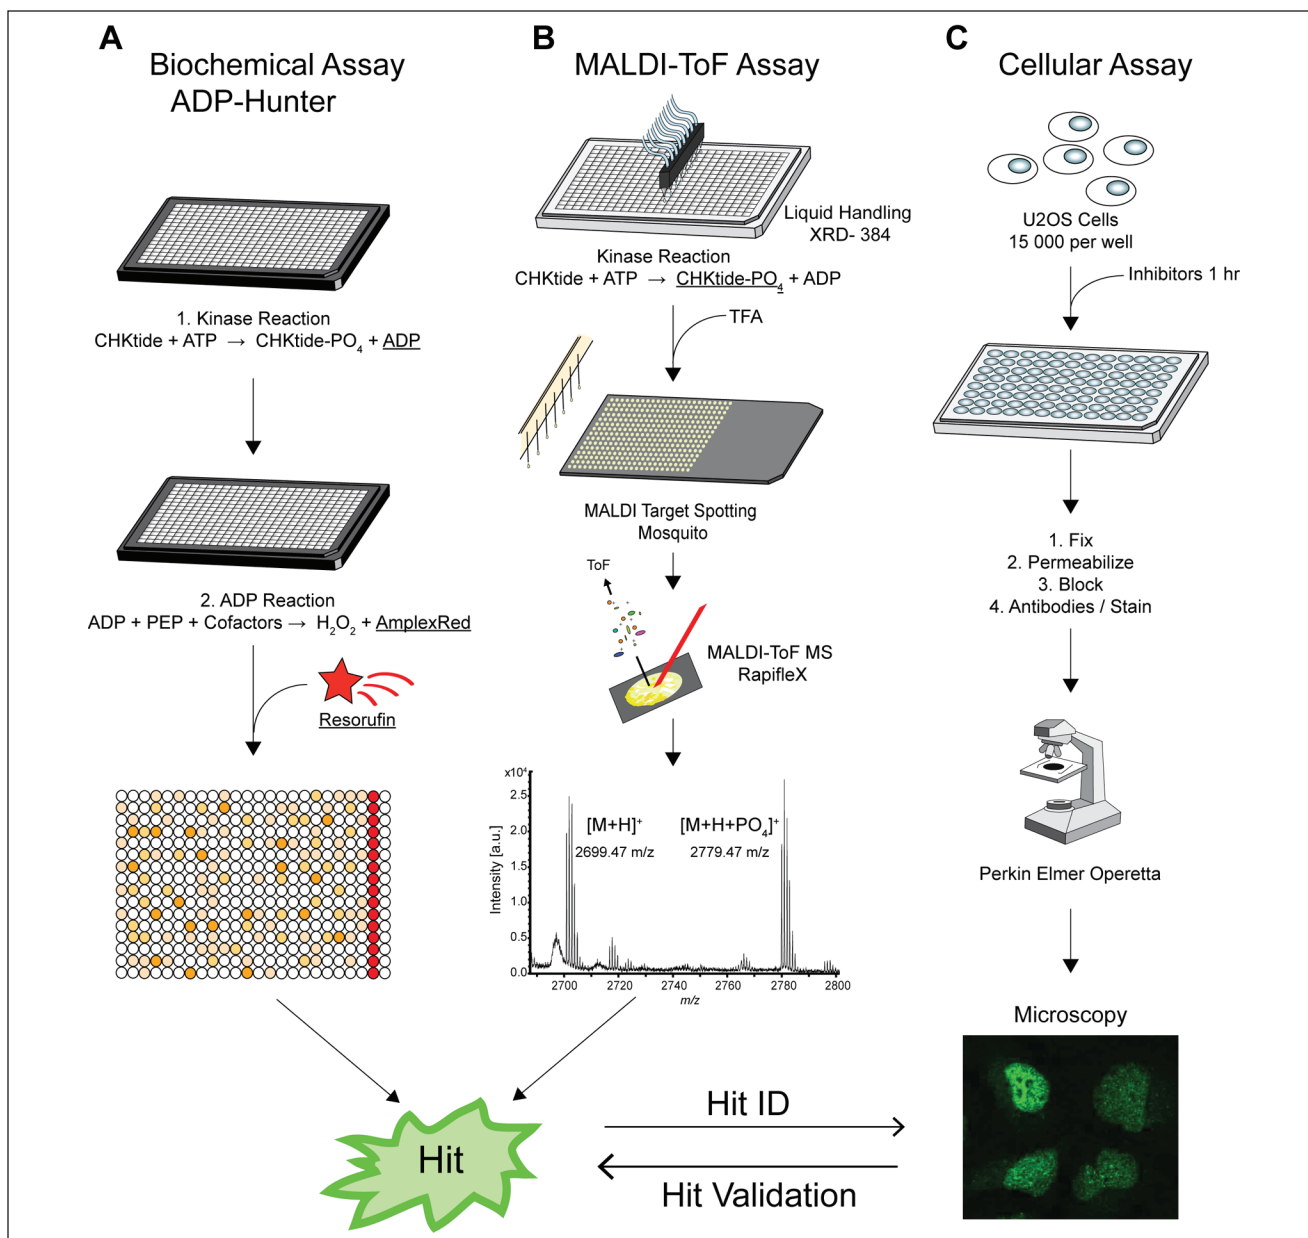 A
Biochemical Assay
ADP-Hunter
1. Kinase Reaction
CHKtide + ATP → CHKtide-PO₄ + ADP
2. ADP Reaction
ADP + PEP + Cofactors → H₂O₂ + AmplexRed
Resorufin
B
MALDI-ToF Assay
Liquid Handling
XRD- 384
Kinase Reaction
CHKtide + ATP → CHKtide-PO₄ + ADP
TFA
MALDI Target Spotting
Mosquito
ToF
MALDI-ToF MS
RapifleX
x10⁴
2.5
2.0
1.5
1.0
0.5
0.0
Intensity [a.u.]
[M+H]⁺
2699.47 m/z
[M+H+PO₄]⁺
2779.47 m/z
2700 2720 2740 2760 2780 2800
m/z
C
Cellular Assay
U2OS Cells
15 000 per well
Inhibitors 1 hr
1. Fix
2. Permeabilize
3. Block
4. Antibodies / Stain
Perkin Elmer Operetta
Microscopy
Hit
Hit ID
Hit Validation